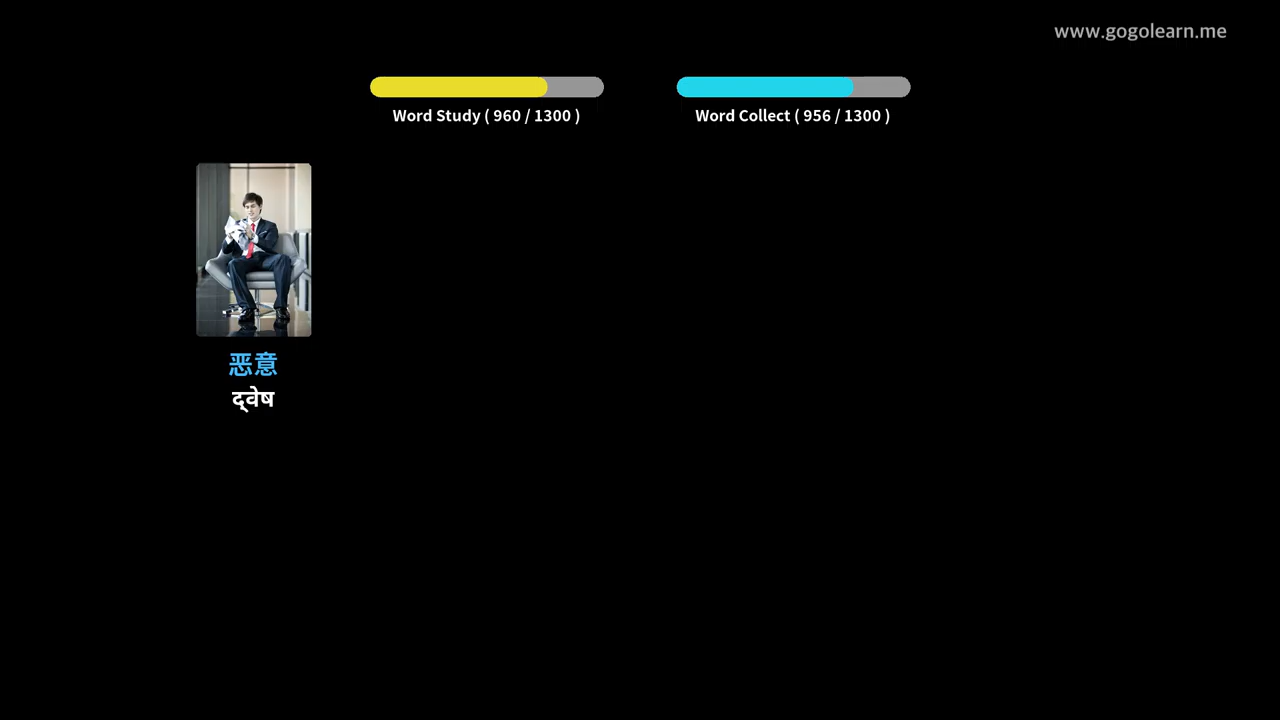 www.gogolearn.me
Word Study ( 960 / 1300 )
Word Collect ( 956 / 1300 )
恶意
द्वेष